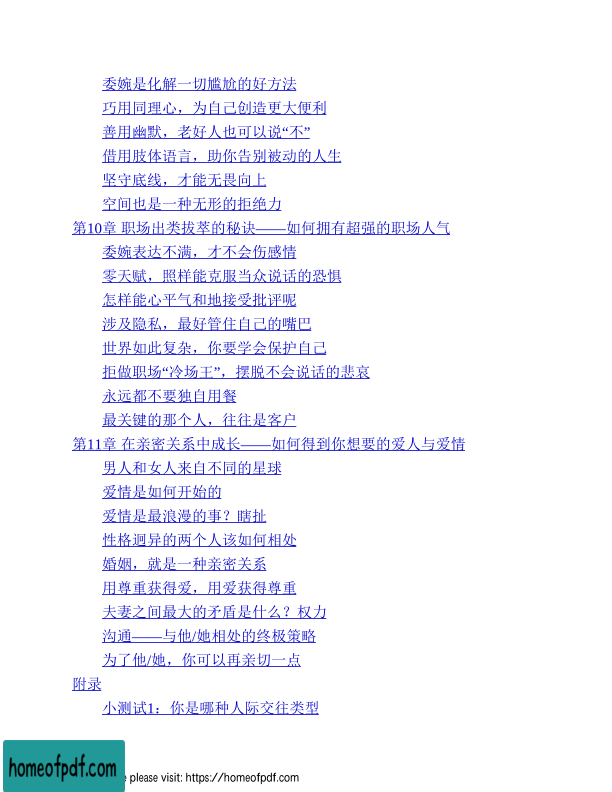 委婉是化解一切尴尬的好方法
巧用同理心，为自己创造更大便利
善用幽默，老好人也可以说“不”
借用肢体语言，助你告别被动的人生
坚守底线，才能无畏向上
空间也是一种无形的拒绝力
第10章 职场出类拔萃的秘诀——如何拥有超强的职场人气
委婉表达不满，才不会伤感情
零天赋，照样能克服当众说话的恐惧
怎样能心平气和地接受批评呢
涉及隐私，最好管住自己的嘴巴
世界如此复杂，你要学会保护自己
拒做职场“冷场王”，摆脱不会说话的悲哀
永远都不要独自用餐
最关键的那个人，往往是客户
第11章 在亲密关系中成长——如何得到你想要的爱人与爱情
男人和女人来自不同的星球
爱情是如何开始的
爱情是最浪漫的事？瞎扯
性格迥异的两个人该如何相处
婚姻，就是一种亲密关系
用尊重获得爱，用爱获得尊重
夫妻之间最大的矛盾是什么？权力
沟通——与他/她相处的终极策略
为了他/她，你可以再亲切一点
附录
小测试1：你是哪种人际交往类型
homeofpdf.com
e please visit: https://homeofpdf.com